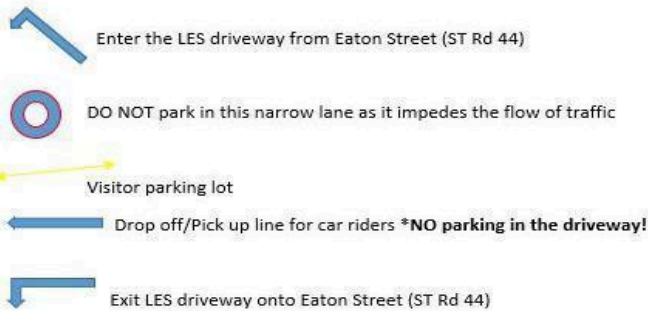 Enter the LES driveway from Eaton Street (ST Rd 44)
DO NOT park in this narrow lane as it impedes the flow of traffic
Visitor parking lot
Drop off/Pick up line for car riders *NO parking in the driveway!
Exit LES driveway onto Eaton Street (ST Rd 44)